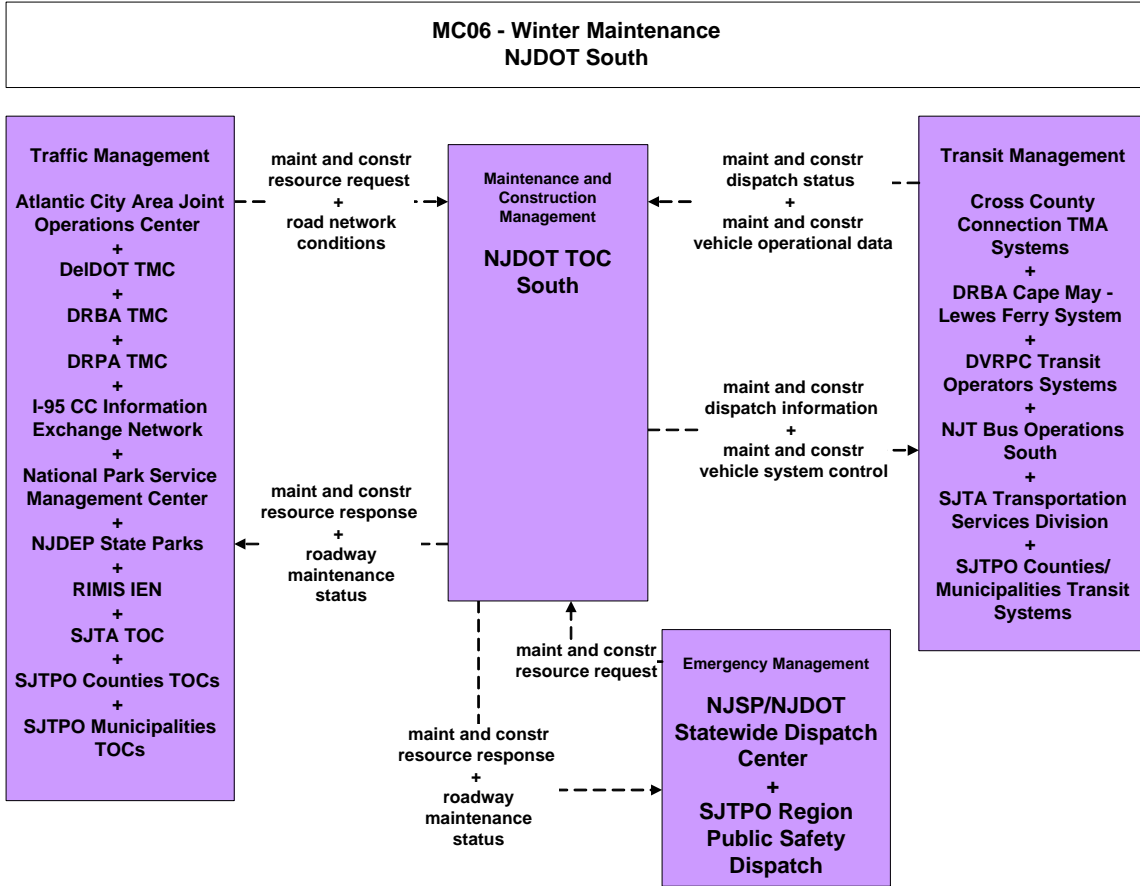 MC06 - Winter Maintenance
NJDOT South
Traffic Management
Atlantic City Area Joint
Operations Center
+
DelDOT TMC
+
DRBA TMC
+
DRPA TMC
+
I-95 CC Information
Exchange Network
+
National Park Service
Management Center
+
NJDEP State Parks
+
RIMIS IEN
+
SJTA TOC
+
SJTPO Counties TOCs
+
SJTPO Municipalities
TOCs
maint and constr
resource request
+
road network
conditions
maint and constr
resource response
+
roadway
maintenance
status
Maintenance and
Construction
Management
NJDOT TOC
South
maint and constr
dispatch status
+
maint and constr
vehicle operational data
maint and constr
dispatch information
+
maint and constr
vehicle system control
Transit Management
Cross County
Connection TMA
Systems
+
DRBA Cape May -
Lewes Ferry System
+
DVRPC Transit
Operators Systems
+
NJT Bus Operations
South
+
SJTA Transportation
Services Division
+
SJTPO Counties/
Municipalities Transit
Systems
maint and constr
resource request
maint and constr
resource response
+
roadway
maintenance
status
Emergency Management
NJSP/NJDOT
Statewide Dispatch
Center
+
SJTPO Region
Public Safety
Dispatch